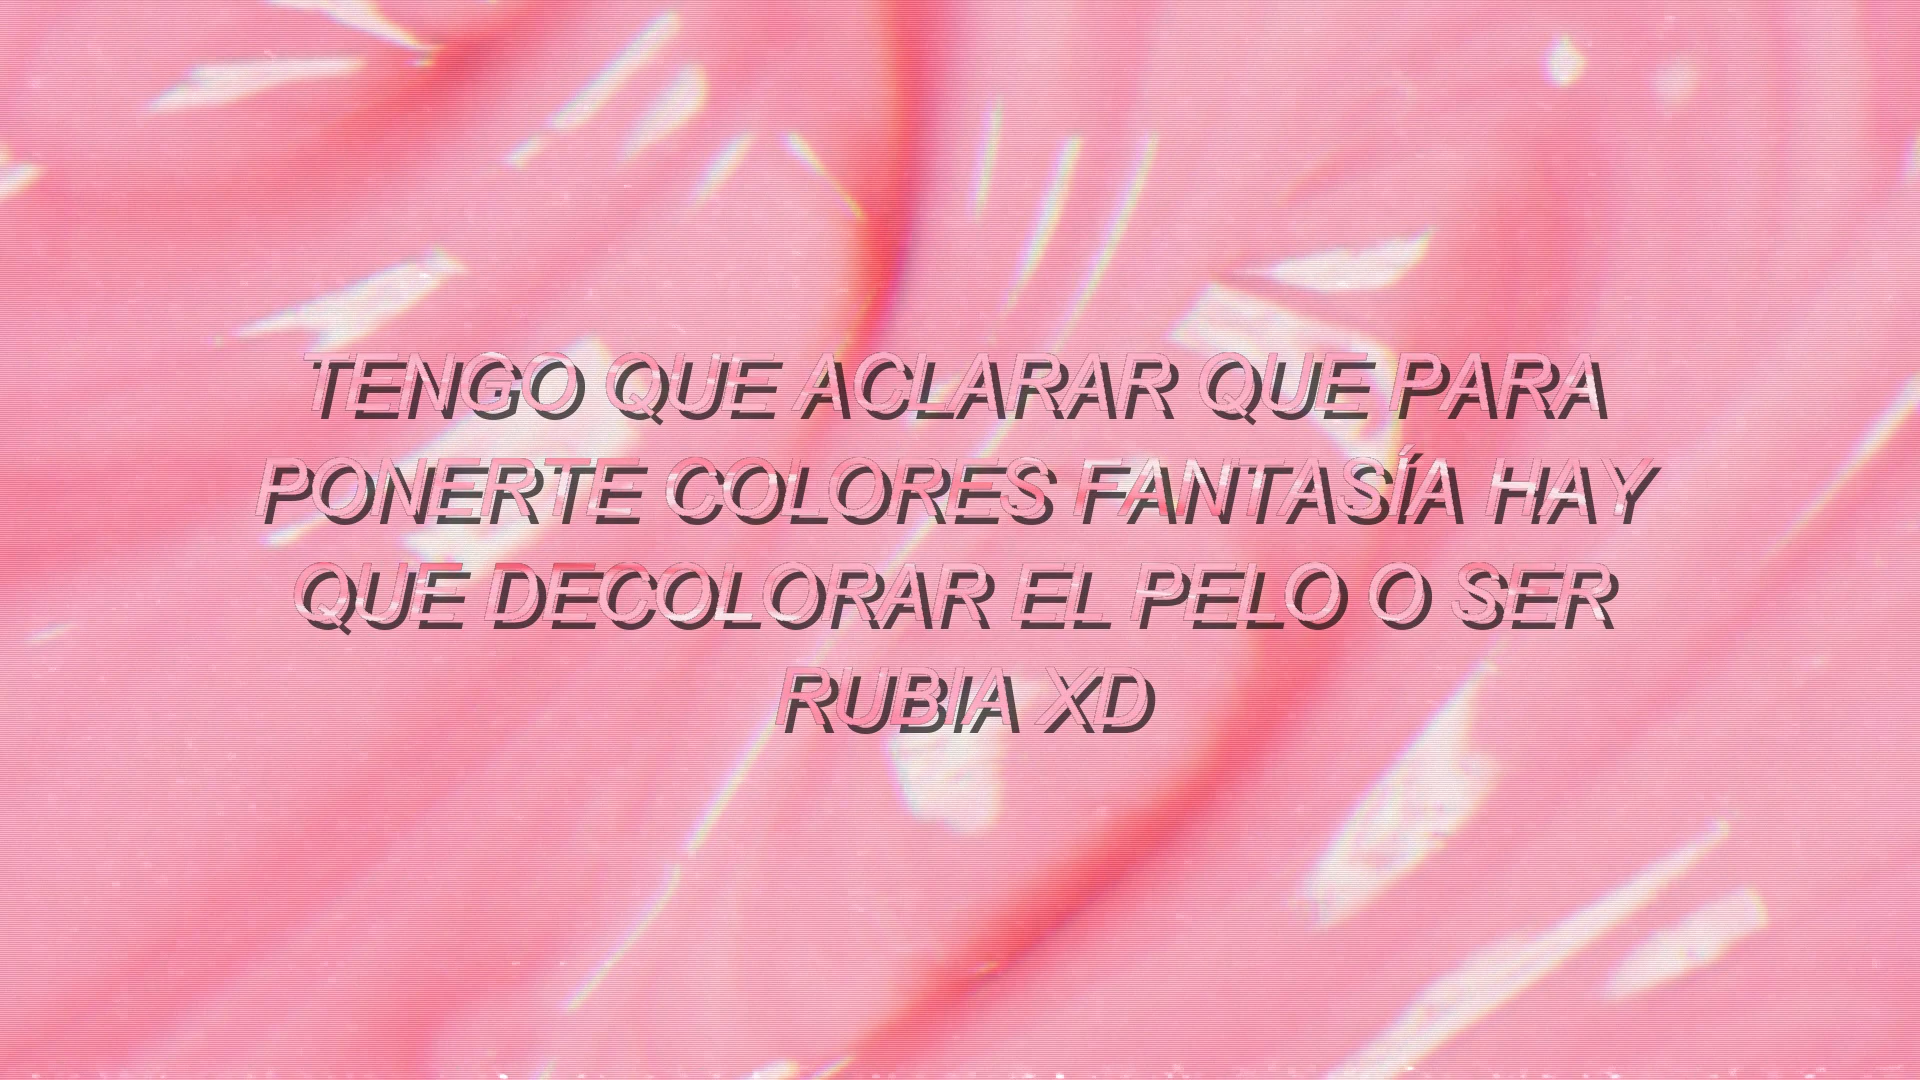 TENGO QUE ACLARAR QUE PARA
PONERTE COLORES FANTASÍA HAY
QUE DECOLORAR EL PELO O SER
RUBIA XD